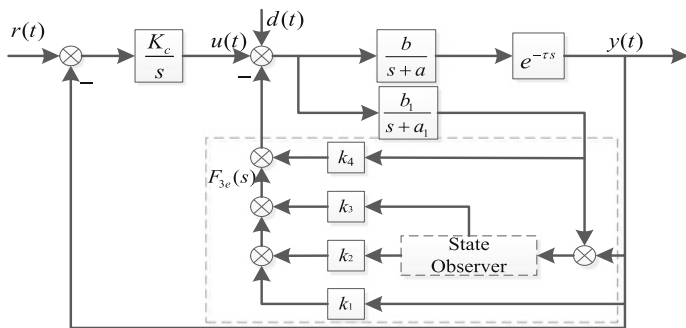 r(t)
K_c
s
u(t)
d(t)
b
s+a
e^{-τs}
y(t)
b_1
s+a_1
F_{3e}(s)
k_4
k_3
k_2
State
Observer
k_1